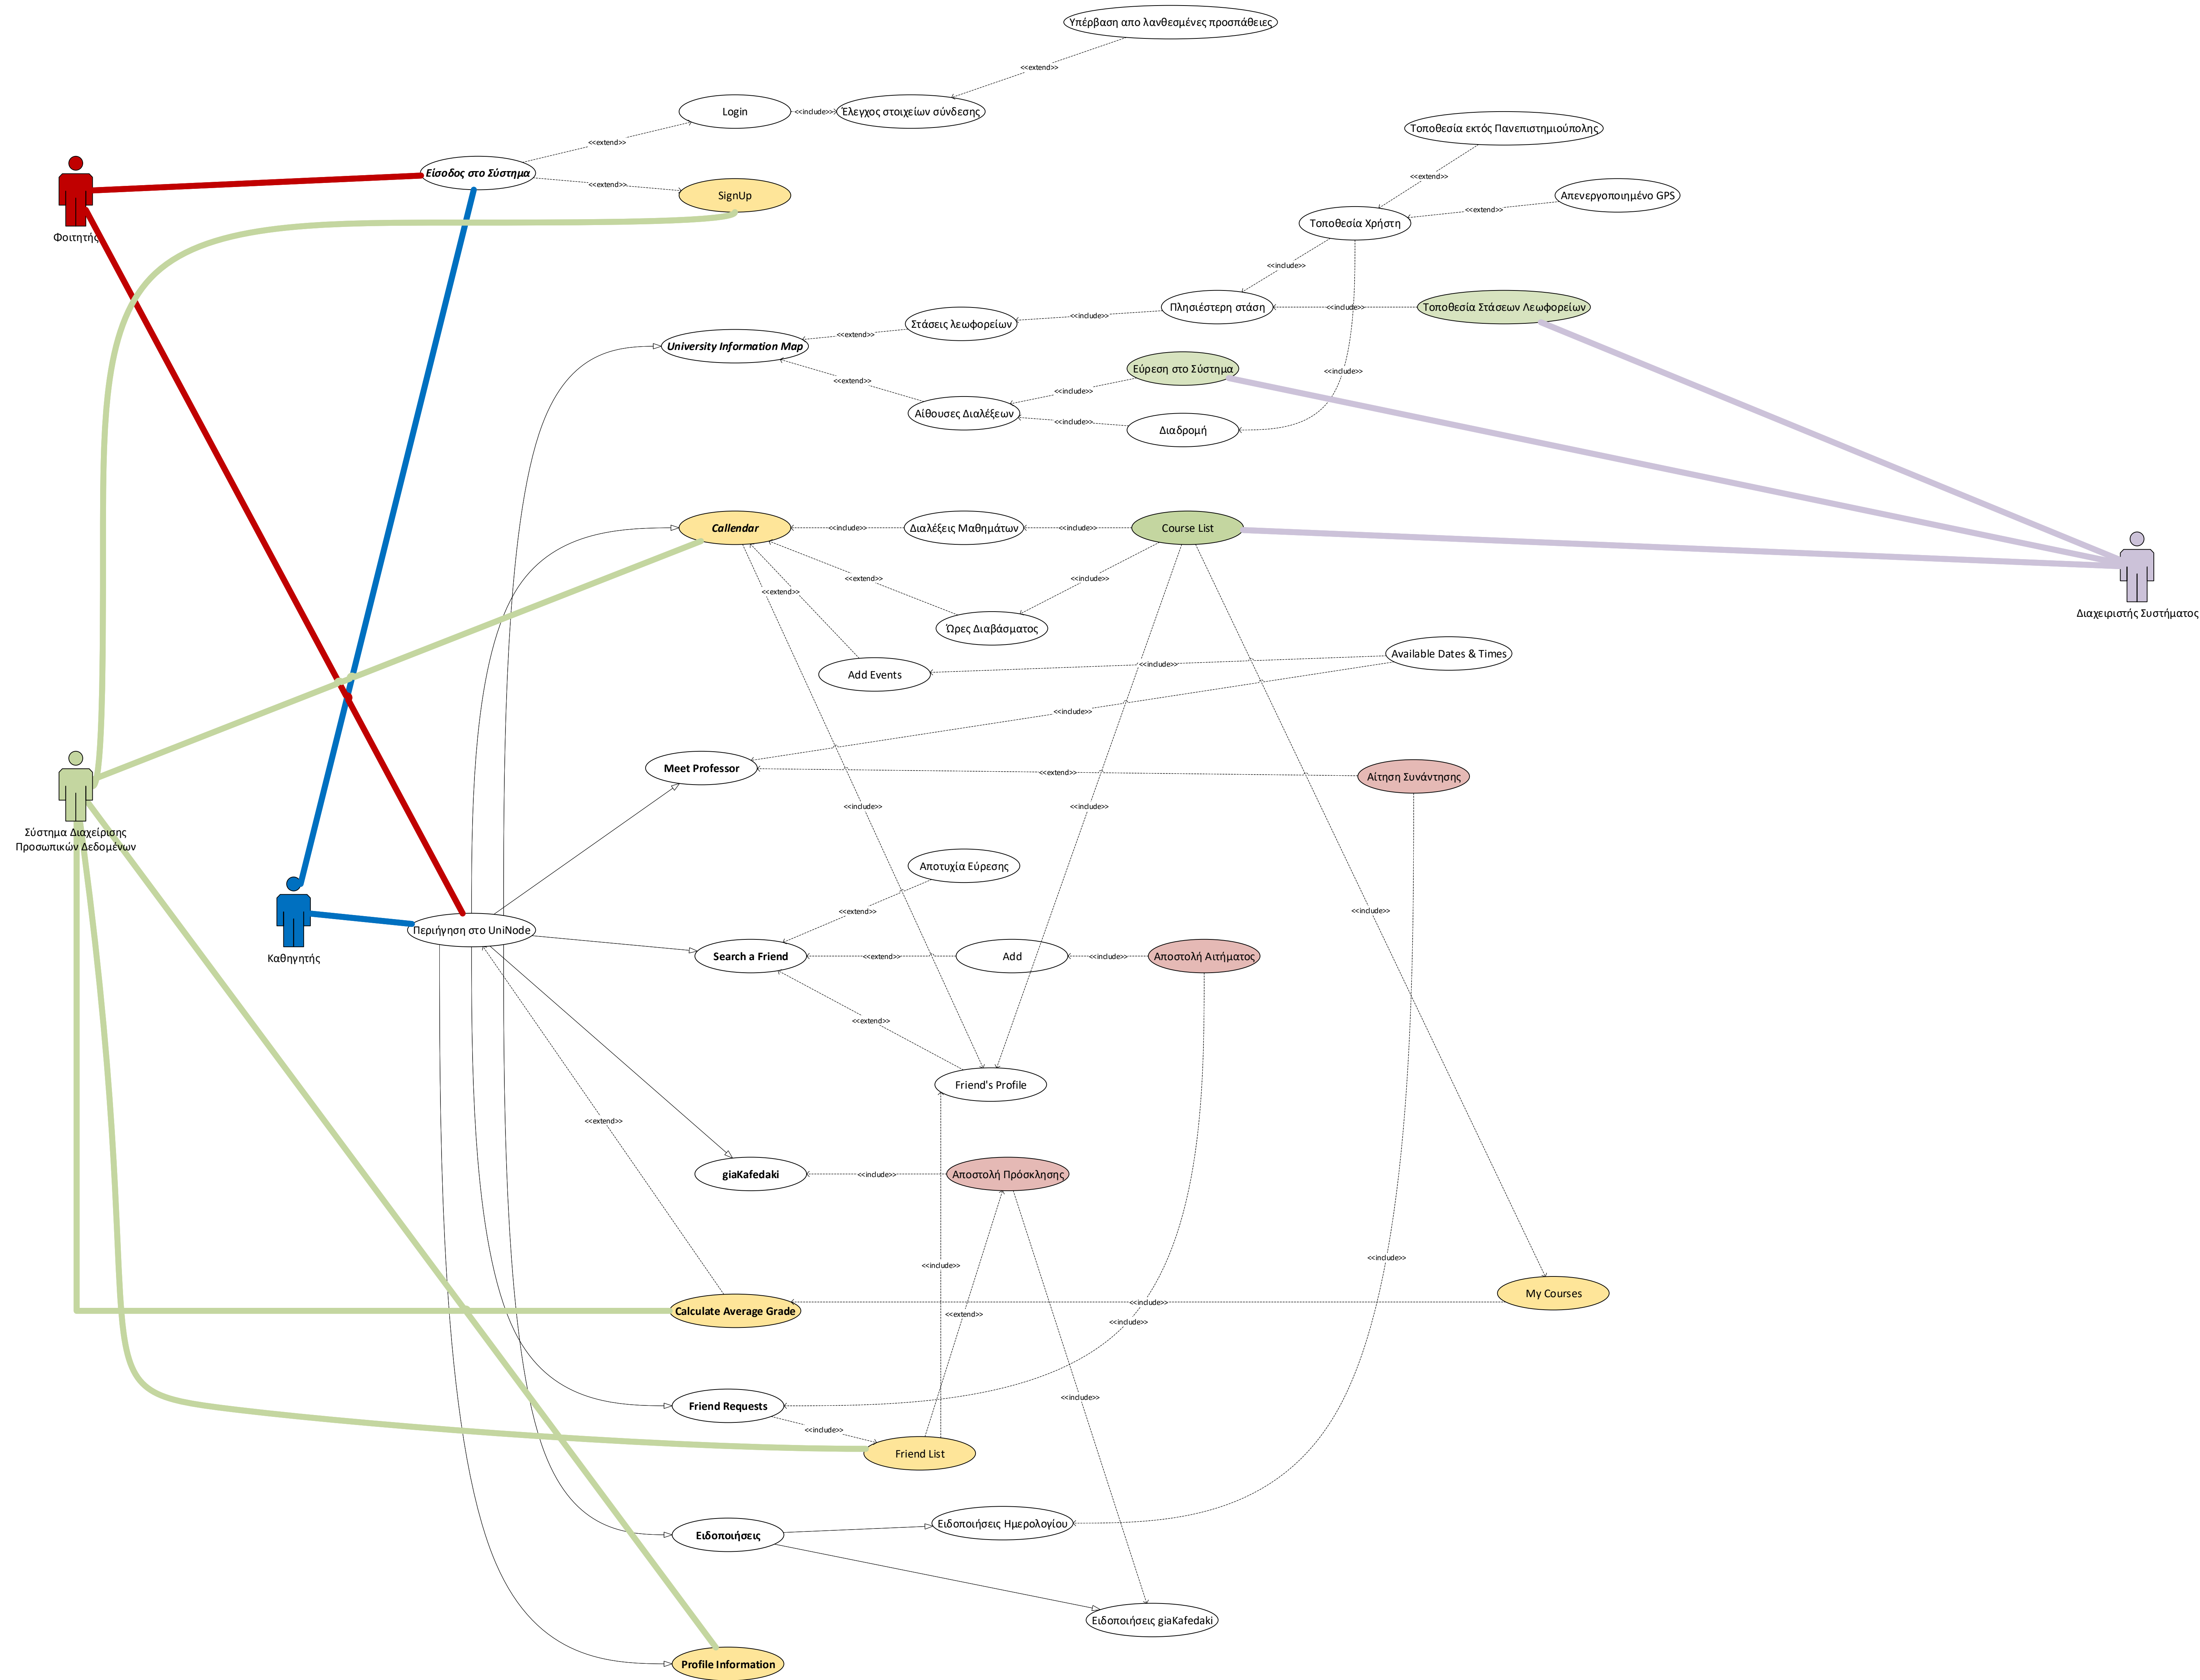 Υπέρβαση απο λανθεσμένες προσπάθειες
<<extend>>
Login
<<include>>
Έλεγχος στοιχείων σύνδεσης
Τοποθεσία εκτός Πανεπιστημιούπολης
<<extend>>
<<extend>>
Είσοδος στο Σύστημα
<<extend>>
SignUp
Απενεργοποιημένο GPS
<<extend>>
Τοποθεσία Χρήστη
Φοιτητής
<<include>>
Πλησιέστερη στάση
<<include>>
Τοποθεσία Στάσεων Λεωφορείων
Στάσεις λεωφορείων
<<include>>
<<extend>>
University Information Map
Εύρεση στο Σύστημα
<<include>>
<<extend>>
<<include>>
Αίθουσες Διαλέξεων
<<include>>
Διαδρομή
Callendar
<<include>>
Διαλέξεις Μαθημάτων
<<include>>
Course List
<<extend>>
<<include>>
<<extend>>
Διαχειριστής Συστήματος
Ώρες Διαβάσματος
Available Dates & Times
<<include>>
Add Events
<<include>>
Meet Professor
<<extend>>
Αίτηση Συνάντησης
<<include>>
<<include>>
Σύστημα Διαχείρισης
Προσωπικών Δεδομένων
Αποτυχία Εύρεσης
<<extend>>
<<include>>
Περιήγηση στο UniNode
Καθηγητής
Search a Friend
<<extend>>
Add
<<include>>
Αποστολή Αιτήματος
<<extend>>
Friend's Profile
<<extend>>
giaKafedaki
<<include>>
Αποστολή Πρόσκλησης
<<include>>
<<include>>
My Courses
<<include>>
Calculate Average Grade
<<extend>>
<<include>>
<<include>>
Friend Requests
<<include>>
Friend List
Ειδοποιήσεις Ημερολογίου
Ειδοποιήσεις
Ειδοποιήσεις giaKafedaki
Profile Information